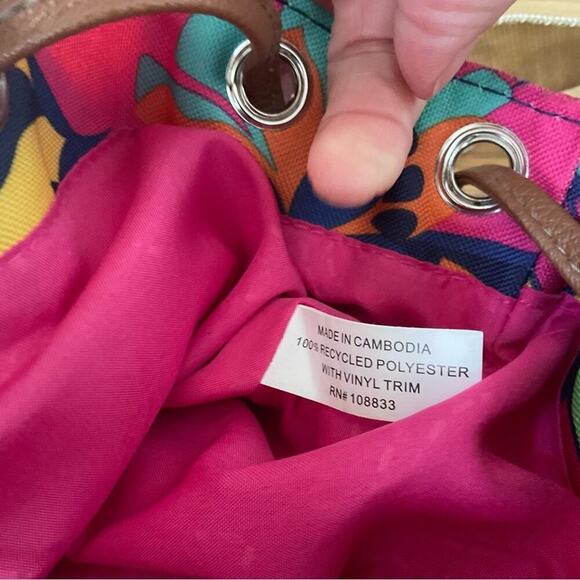 MADE IN CAMBODIA
100% RECYCLED POLYESTER
WITH VINYL TRIM
RN# 108833